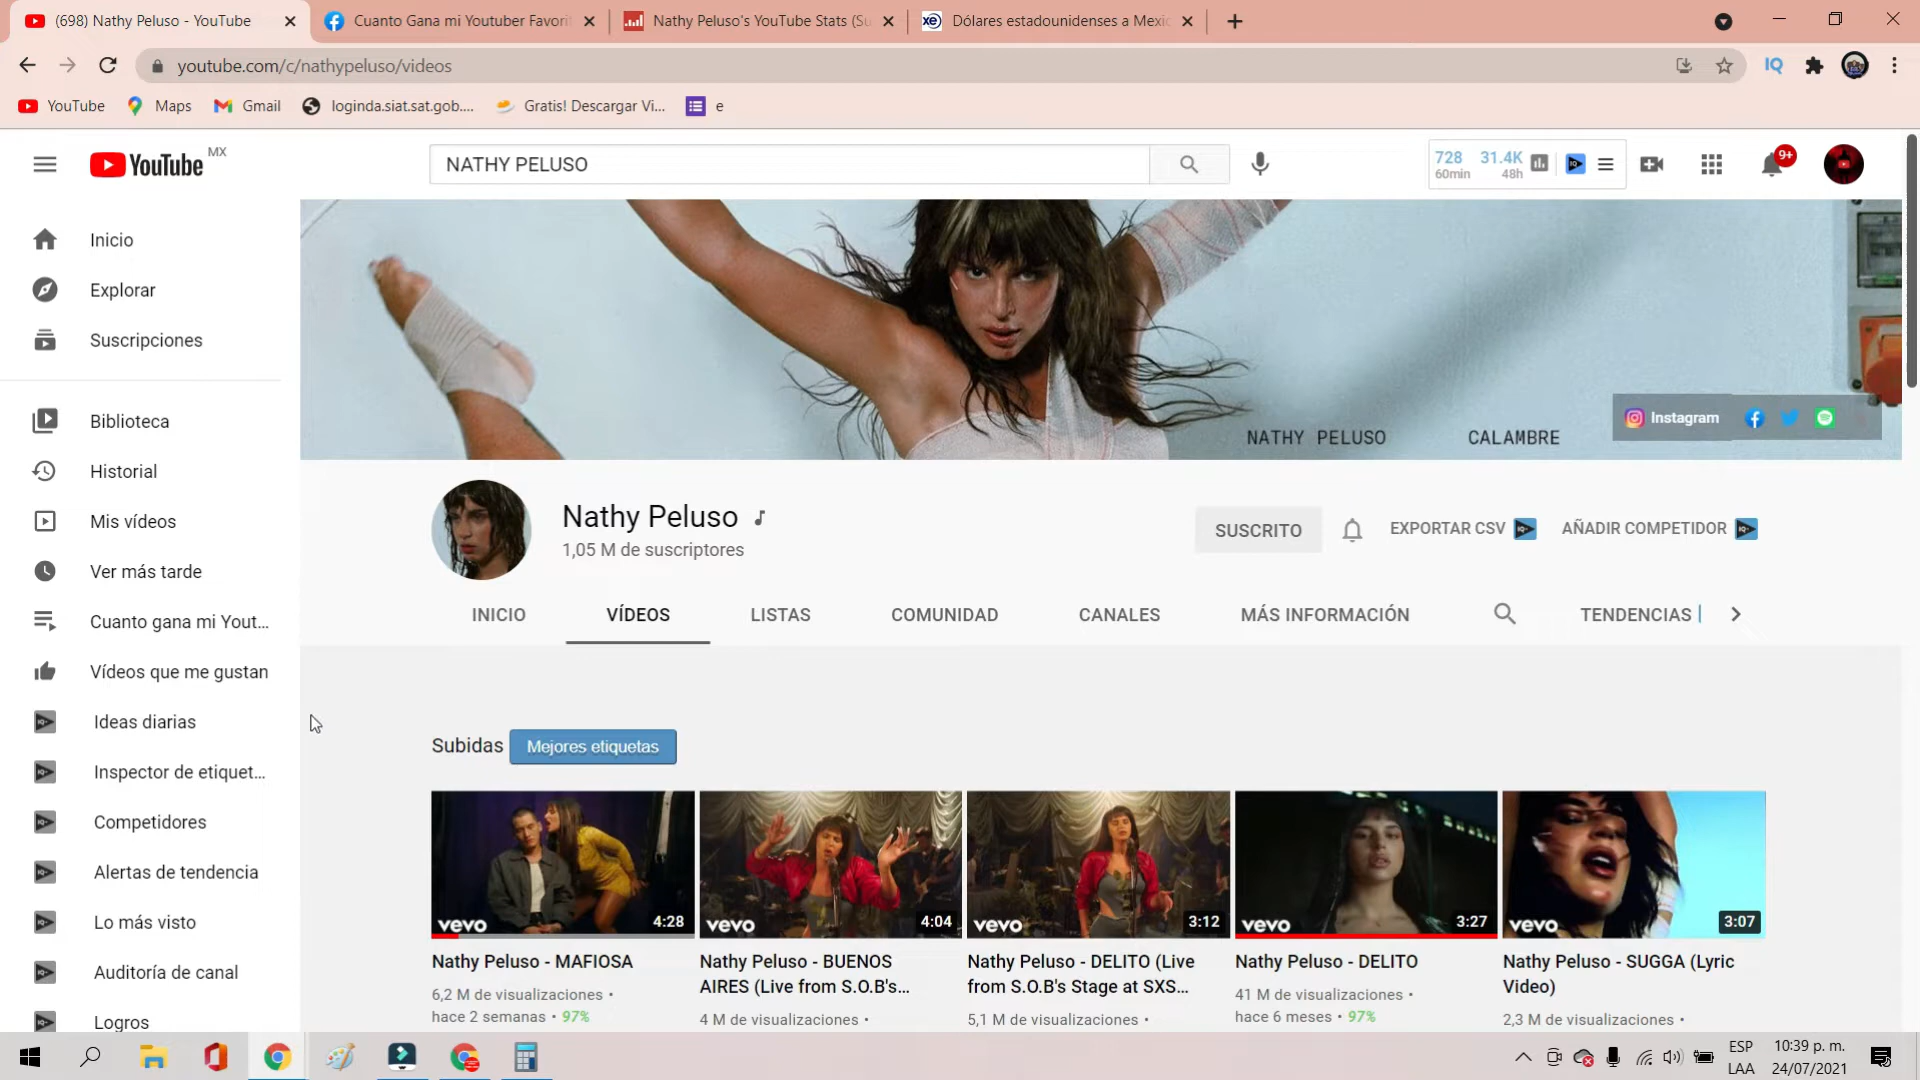 (698) Nathy Peluso - YouTube
Cuanto Gana mi Youtuber Favorit
Nathy Peluso's YouTube Stats (Su
xe
Dólares estadounidenses a Mexic
youtube.com/c/nathypeluso/videos
IQ
YouTube
Maps
Gmail
loginda.siat.sat.gob....
Gratis! Descargar Vi...
e
YouTube MX
NATHY PELUSO
728
60min
31.4K
48h
9+
Inicio
Explorar
Suscripciones
Biblioteca
Historial
Mis vídeos
Ver más tarde
Cuanto gana mi Yout...
Vídeos que me gustan
Ideas diarias
Inspector de etiquet...
Competidores
Alertas de tendencia
Lo más visto
Auditoría de canal
Logros
NATHY PELUSO
CALAMBRE
Instagram
Nathy Peluso
1,05 M de suscriptores
SUSCRITO
EXPORTAR CSV
AÑADIR COMPETIDOR
INICIO
VÍDEOS
LISTAS
COMUNIDAD
CANALES
MÁS INFORMACIÓN
TENDENCIAS
Subidas
Mejores etiquetas
vevo
4:28
vevo
4:04
vevo
3:12
vevo
3:27
vevo
3:07
Nathy Peluso - MAFIOSA
6,2 M de visualizaciones •
hace 2 semanas • 97%
Nathy Peluso - BUENOS
AIRES (Live from S.O.B's...
4 M de visualizaciones •
Nathy Peluso - DELITO (Live
from S.O.B's Stage at SXS...
5,1 M de visualizaciones •
Nathy Peluso - DELITO
41 M de visualizaciones •
hace 6 meses • 97%
Nathy Peluso - SUGGA (Lyric
Video)
2,3 M de visualizaciones •
ESP
LAA
10:39 p. m.
24/07/2021